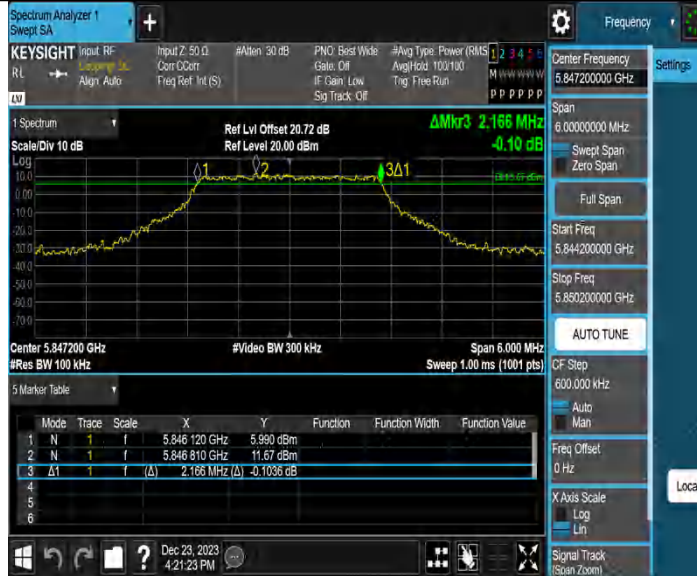 Spectrum Analyzer 1
Swept SA
+
Frequency
KEYSIGHT Input: RF Input Z: 50 Ω #Atten: 30 dB PNO: Best Wide #Avg Type: Power (RMS 1 2 3 4 5 6
RL Align: Auto Corr CCorr Gate: Off Avg|Hold: 100/100 M W W W W W
Freq Ref: Int (S) IF Gain: Low Trig: Free Run
Sig Track: Off P P P P P P
LXI
1 Spectrum
Scale/Div 10 dB
Ref Lvl Offset 20.72 dB
Ref Level 20.00 dBm
ΔMkr3 2.166 MHz
-0.10 dB
Log
1
2
3Δ1
10.0
0.00
-10.0
-20.0
-30.0
-40.0
-50.0
-60.0
-70.0
Center 5.847200 GHz
#Res BW 100 kHz
#Video BW 300 kHz
Span 6.000 MHz
Sweep 1.00 ms (1001 pts)
5 Marker Table
Mode Trace Scale X Y Function Function Width Function Value
1 N 1 f 5.846 120 GHz 5.990 dBm
2 N 1 f 5.846 810 GHz 11.67 dBm
3 Δ1 1 f (Δ) 2.166 MHz (Δ) -0.1036 dB
4
5
6
?
Dec 23, 2023
4:21:23 PM
Center Frequency
5.847200000 GHz
Settings
Span
6.00000000 MHz
Swept Span
Zero Span
Full Span
Start Freq
5.844200000 GHz
Stop Freq
5.850200000 GHz
AUTO TUNE
CF Step
600.000 kHz
Auto
Man
Freq Offset
0 Hz
X Axis Scale
Log
Lin
Loca
Signal Track
(Span Zoom)